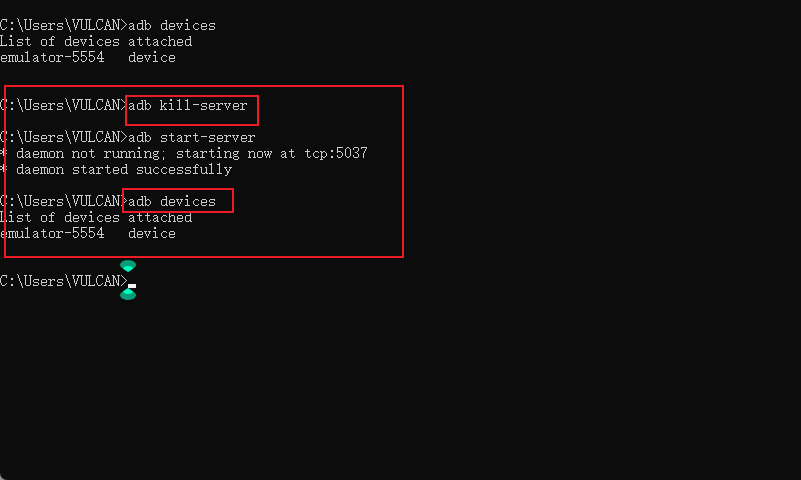 C:\Users\VULCAN>adb devices
List of devices attached
emulator-5554   device
C:\Users\VULCAN>adb kill-server
C:\Users\VULCAN>adb start-server
* daemon not running; starting now at tcp:5037
* daemon started successfully
C:\Users\VULCAN>adb devices
List of devices attached
emulator-5554   device
C:\Users\VULCAN>